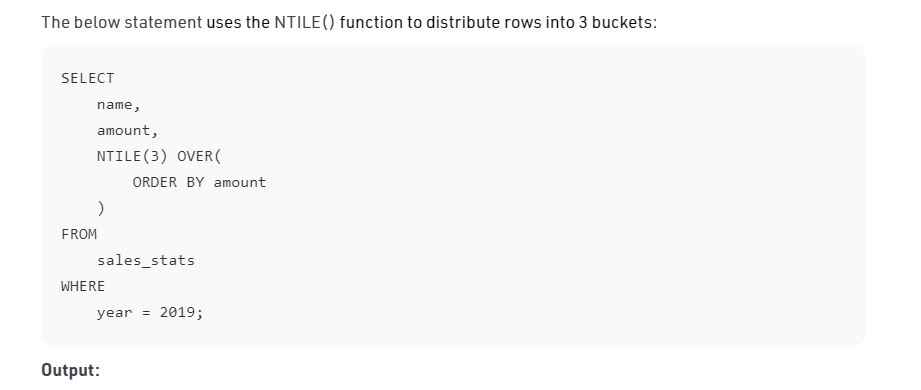 The below statement uses the NTILE() function to distribute rows into 3 buckets:
SELECT
    name,
    amount,
    NTILE(3) OVER(
        ORDER BY amount
    )
FROM
    sales_stats
WHERE
    year = 2019;
Output: